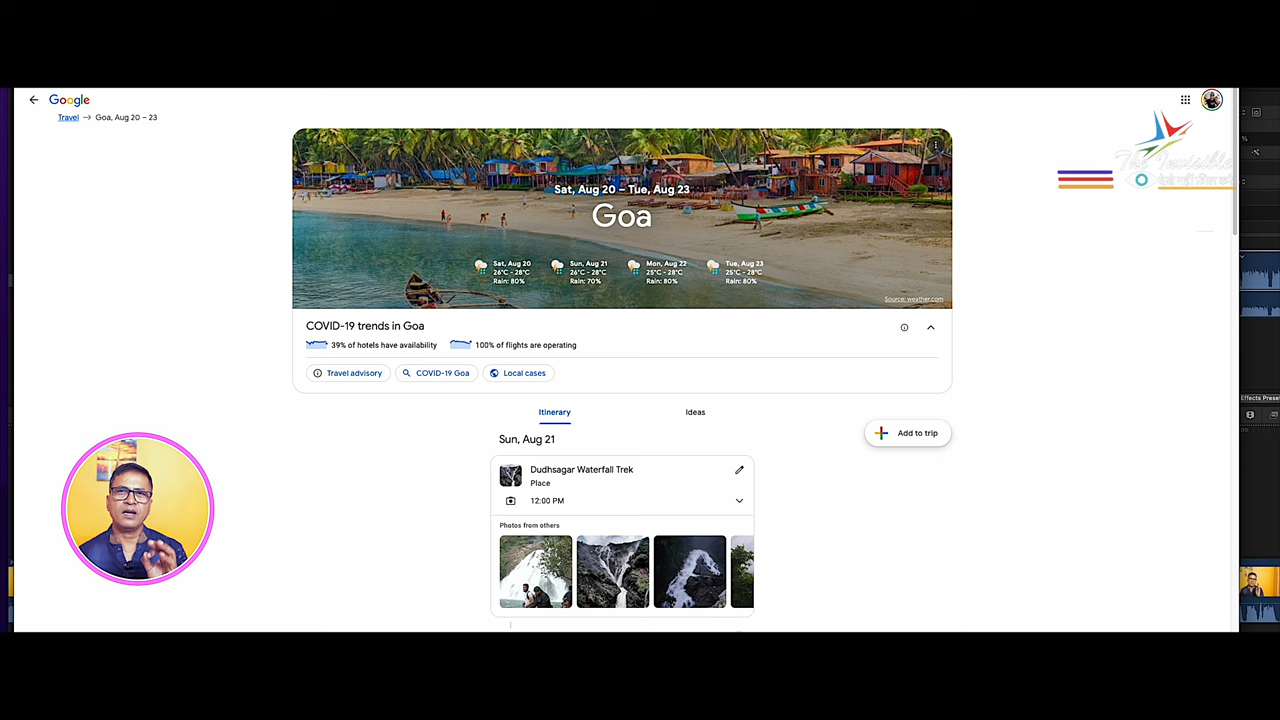 Google
Travel → Goa, Aug 20 – 23
The Invisible
Sat, Aug 20 – Tue, Aug 23
Goa
Sat, Aug 20
26°C - 28°C
Rain: 80%
Sun, Aug 21
26°C - 28°C
Rain: 70%
Mon, Aug 22
25°C - 28°C
Rain: 80%
Tue, Aug 23
25°C - 28°C
Rain: 80%
Source: weather.com
COVID-19 trends in Goa
39% of hotels have availability
100% of flights are operating
Travel advisory
COVID-19 Goa
Local cases
Itinerary
Ideas
Add to trip
Sun, Aug 21
Dudhsagar Waterfall Trek
Place
12:00 PM
Photos from others
Effects Prese